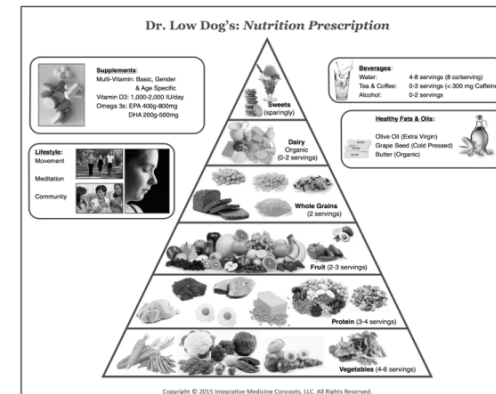 Dr. Low Dog's: Nutrition Prescription
Supplements:
Multi-Vitamin: Basic, Gender
& Age Specific
Vitamin D3: 1,000-2,000 IU/day
Omega 3s: EPA 400g-800mg
DHA 200g-500mg
Beverages:
Water: 4-8 servings (8 oz/serving)
Tea & Coffee: 0-3 servings (< 300 mg Caffeine
Alcohol: 0-2 servings
Healthy Fats & Oils:
Olive Oil (Extra Virgin)
Grape Seed (Cold Pressed)
Butter (Organic)
Lifestyle:
Movement
Meditation
Community
Sweets
(sparingly)
Dairy
Organic
(0-2 servings)
Whole Grains
(2 servings)
Fruit (2-3 servings)
Protein (3-4 servings)
Vegetables (4-6 servings)
Copyright © 2015 Integrative Medicine Concepts, LLC. All Rights Reserved.